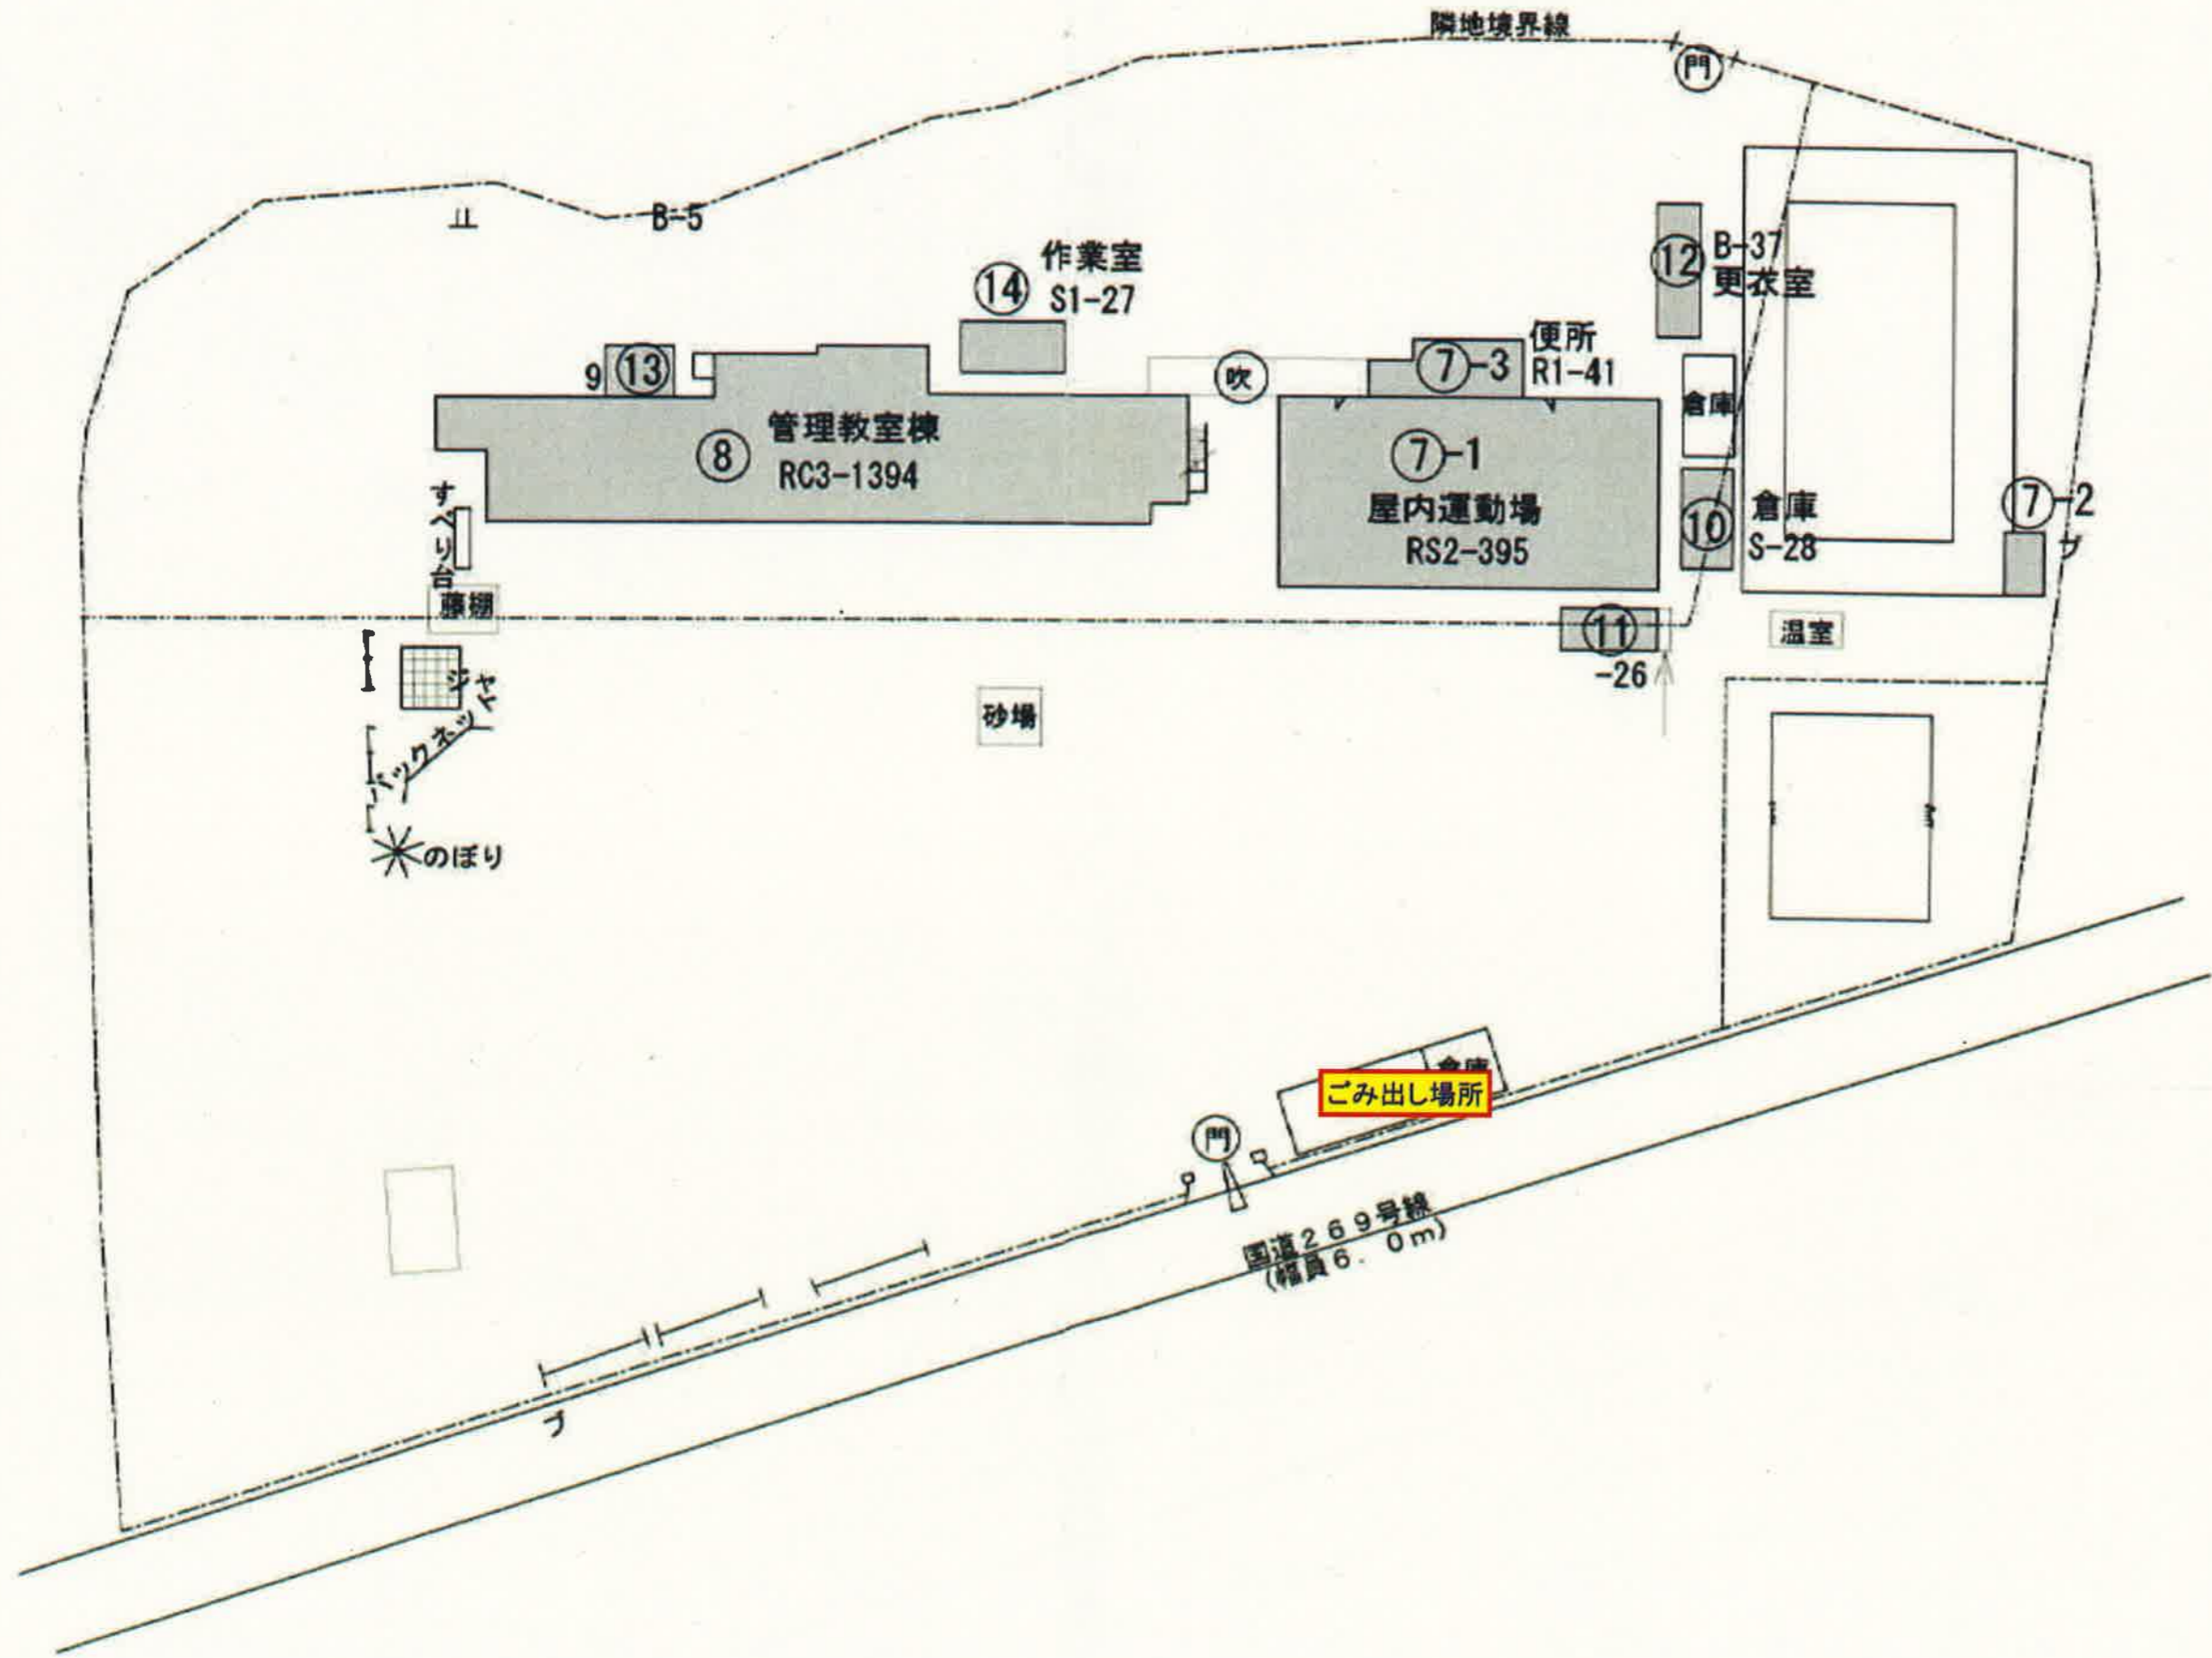 隣地境界線
門
B-5
⑭ 作業室
S1-27
⑫ B-37
更衣室
9 ⑬
吹
⑦-3 便所
R1-41
倉庫
⑧ 管理教室棟
RC3-1394
⑦-1
屋内運動場
RS2-395
⑩ 倉庫
S-28
⑦-2
ブ
すべり台
藤棚
⑪
-26
温室
ジャ
バックネット
砂場
のぼり
倉庫
ごみ出し場所
門
国道269号線
(幅員6.0m)
ブ